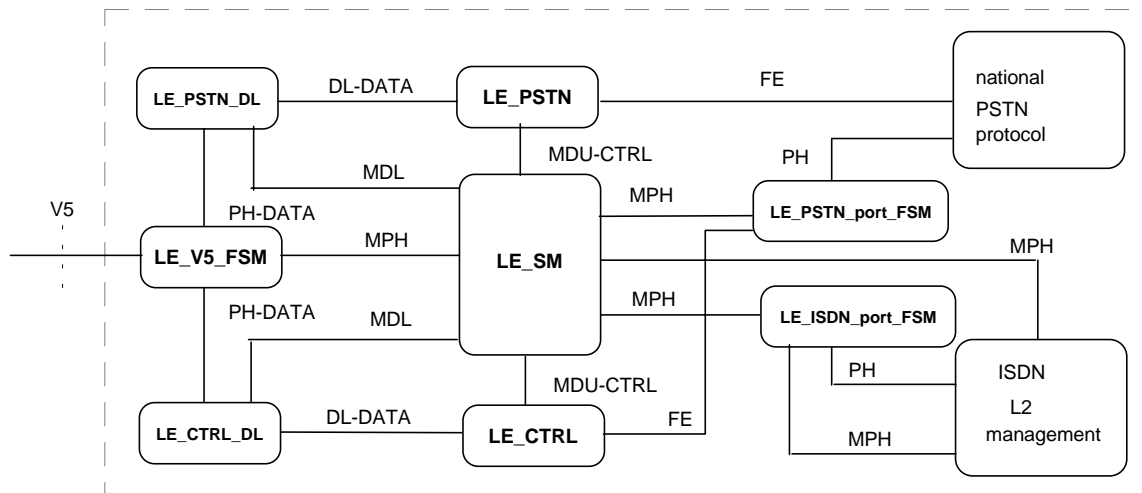 national
FE
DL-DATA
LE_PSTN_DL
LE_PSTN
PSTN
protocol
MDU-CTRL
PH
MDL
MPH
LE_PSTN_port_FSM
V5
PH-DATA
LE_V5_FSM
MPH
LE_SM
MPH
MPH
PH-DATA
MDL
LE_ISDN_port_FSM
PH
ISDN
MDU-CTRL
L2
DL-DATA
FE
LE_CTRL_DL
LE_CTRL
MPH
management